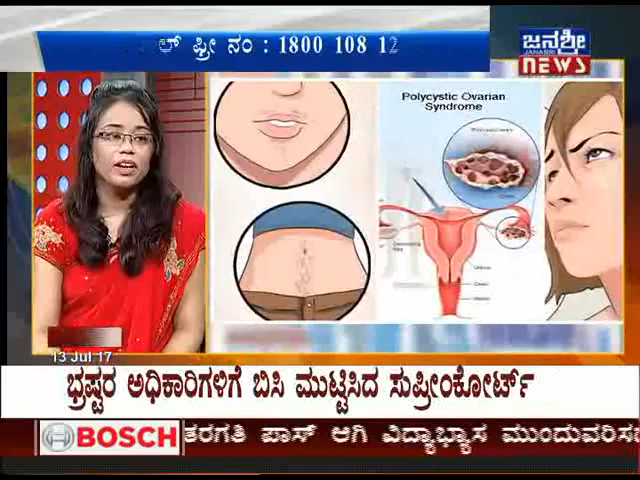 ಲ್ ಫ್ರೀ ನಂ : 1800 108 12
ಜನಶ್ರೀ
JANASRI
NEWS
Polycystic Ovarian
Syndrome
13 Jul 17
ಭ್ರಷ್ಟರ ಅಧಿಕಾರಿಗಳಿಗೆ ಬಿಸಿ ಮುಟ್ಟಿಸಿದ ಸುಪ್ರೀಂಕೋರ್ಟ್
BOSCH ತರಗತಿ ಪಾಸ್ ಆಗಿ ವಿದ್ಯಾಭ್ಯಾಸ ಮುಂದುವರಿಸ